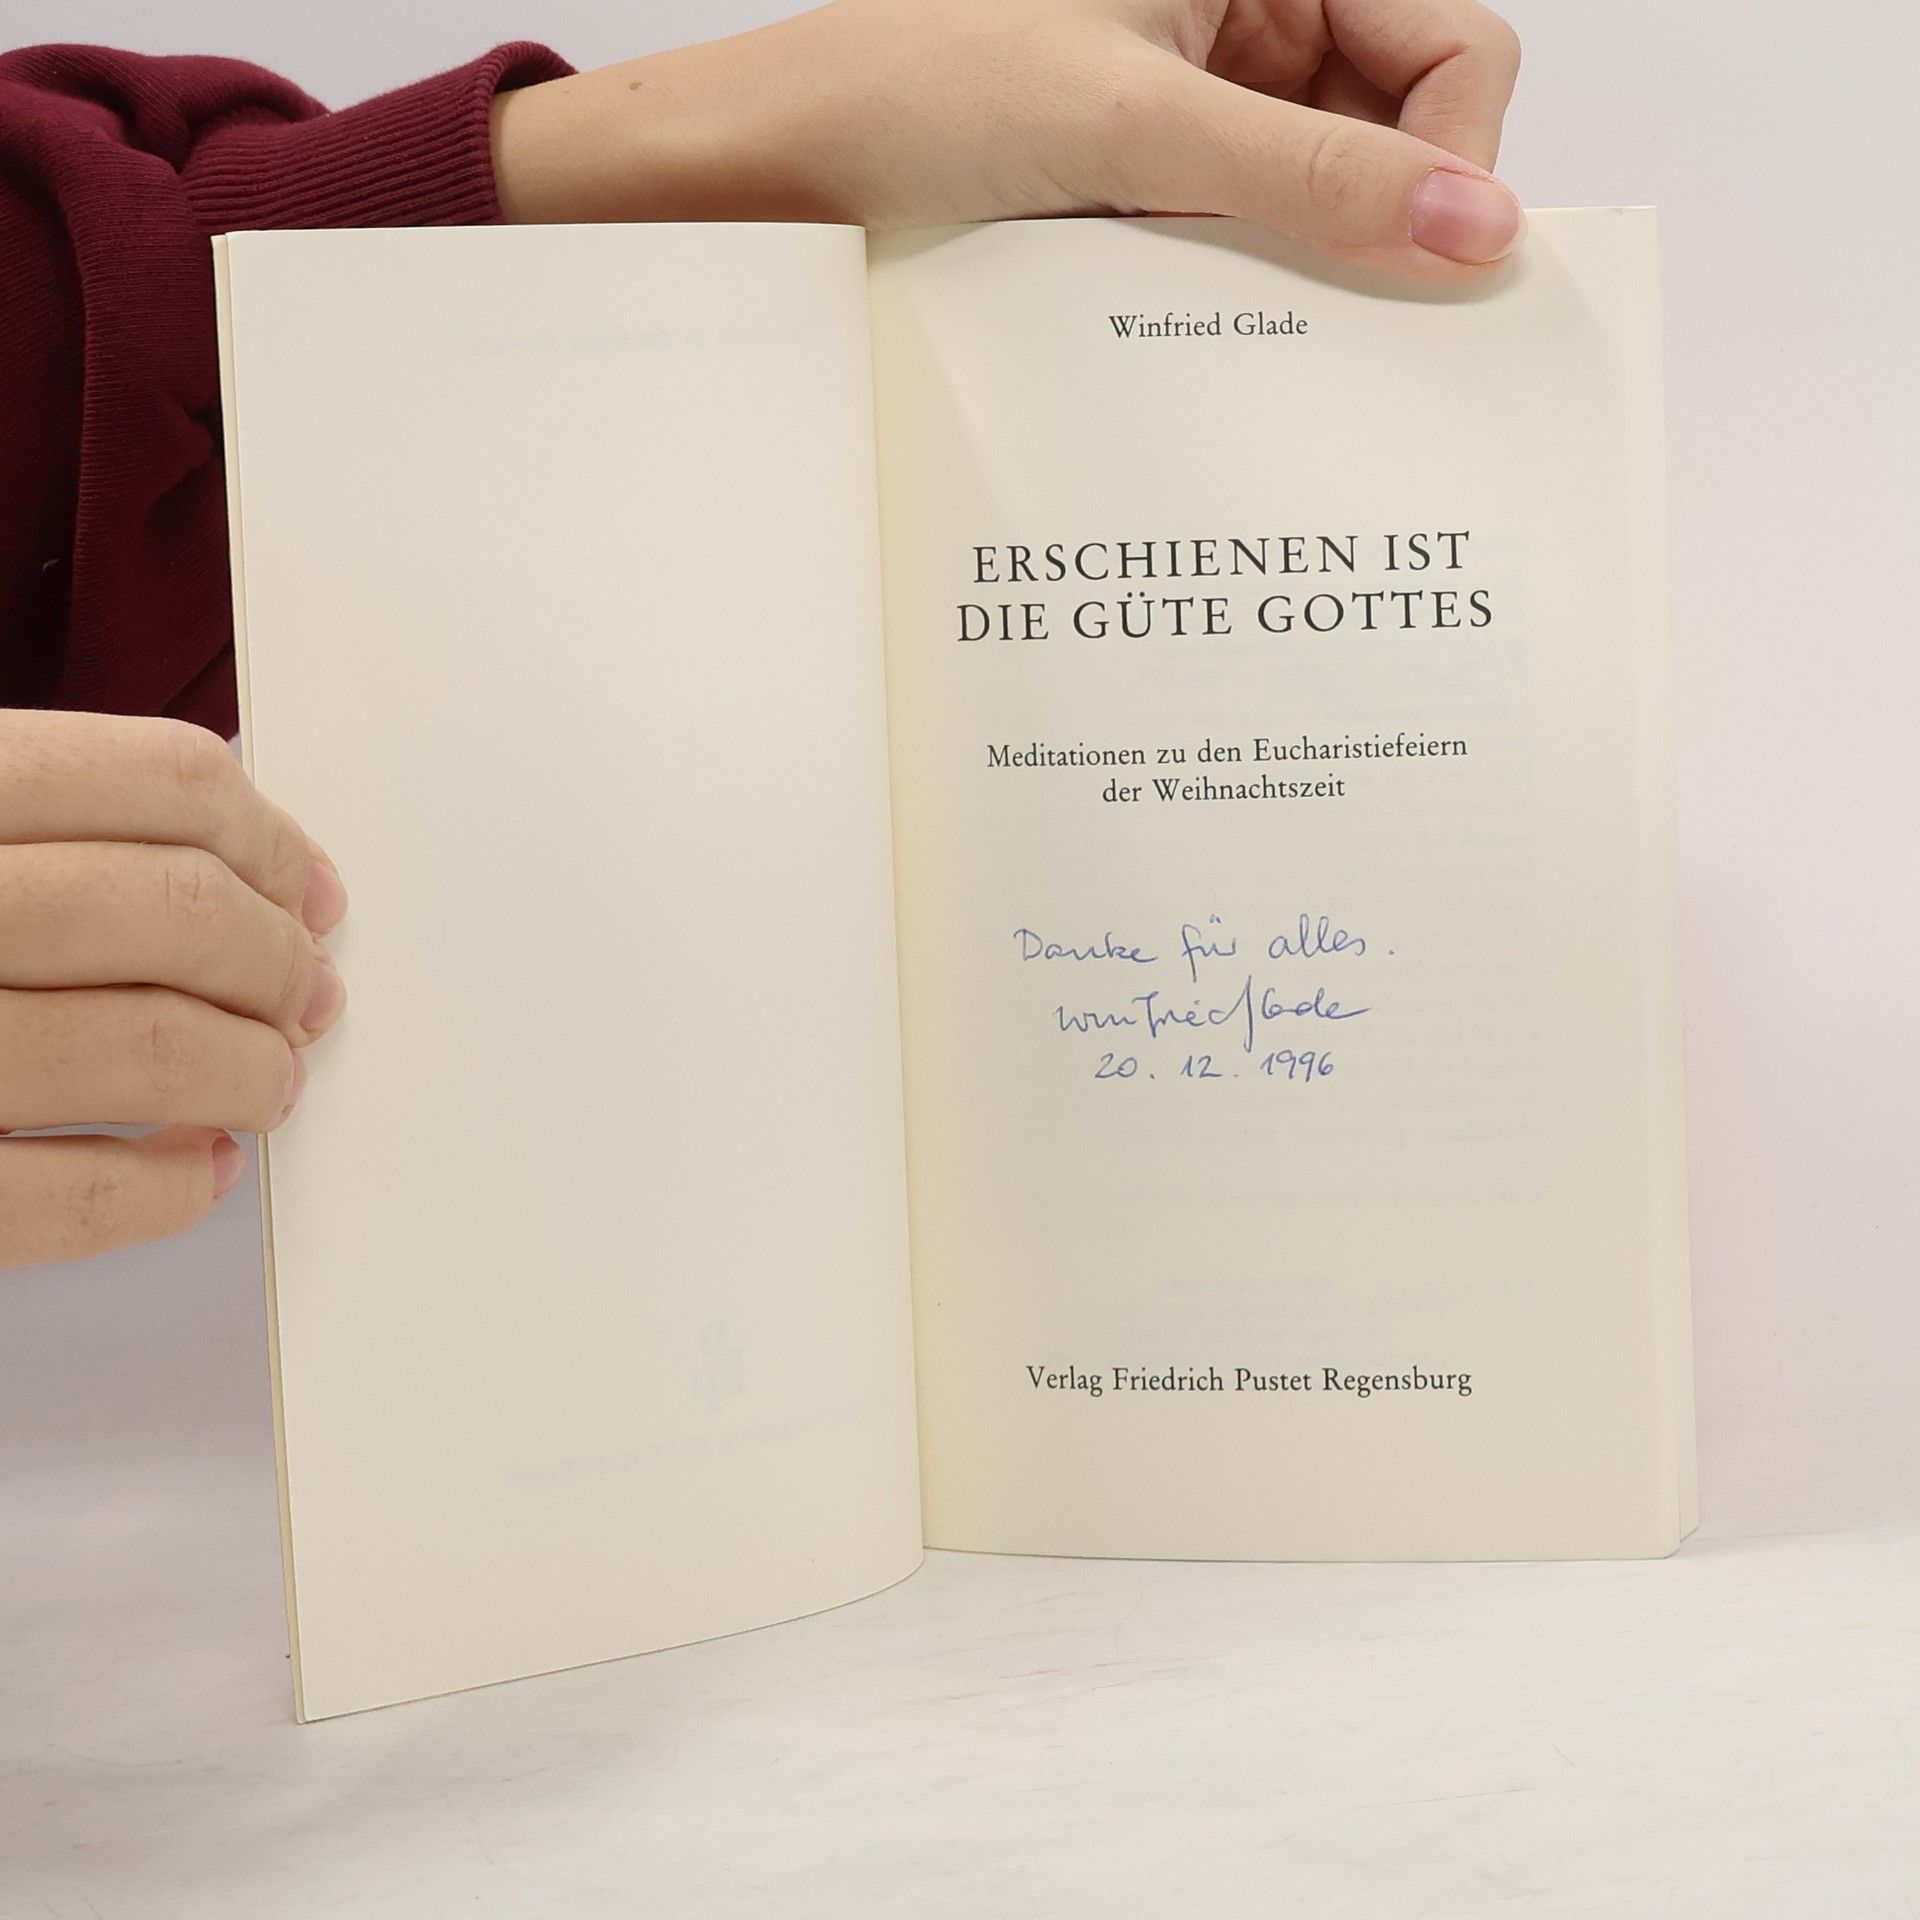 Winfried Glade
ERSCHIENEN IST
DIE GÜTE GOTTES
Meditationen zu den Eucharistiefeiern
der Weihnachtszeit
Danke für alles.
Winfried Glade
20. 12. 1996
Verlag Friedrich Pustet Regensburg